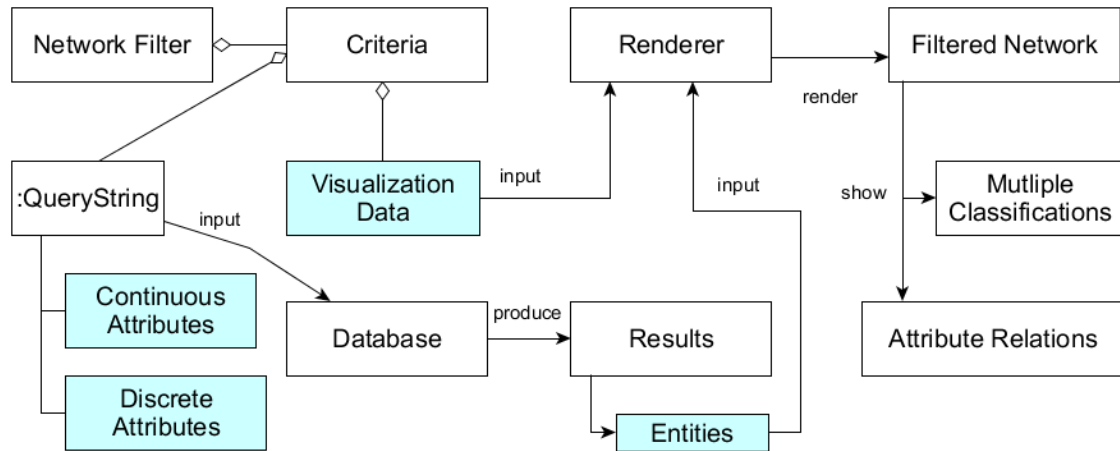 Network Filter
Criteria
Renderer
Filtered Network
render
:QueryString
Visualization
Data
input
input
show
Mutliple
Classifications
input
Continuous
Attributes
Database
produce
Results
Attribute Relations
Discrete
Attributes
Entities